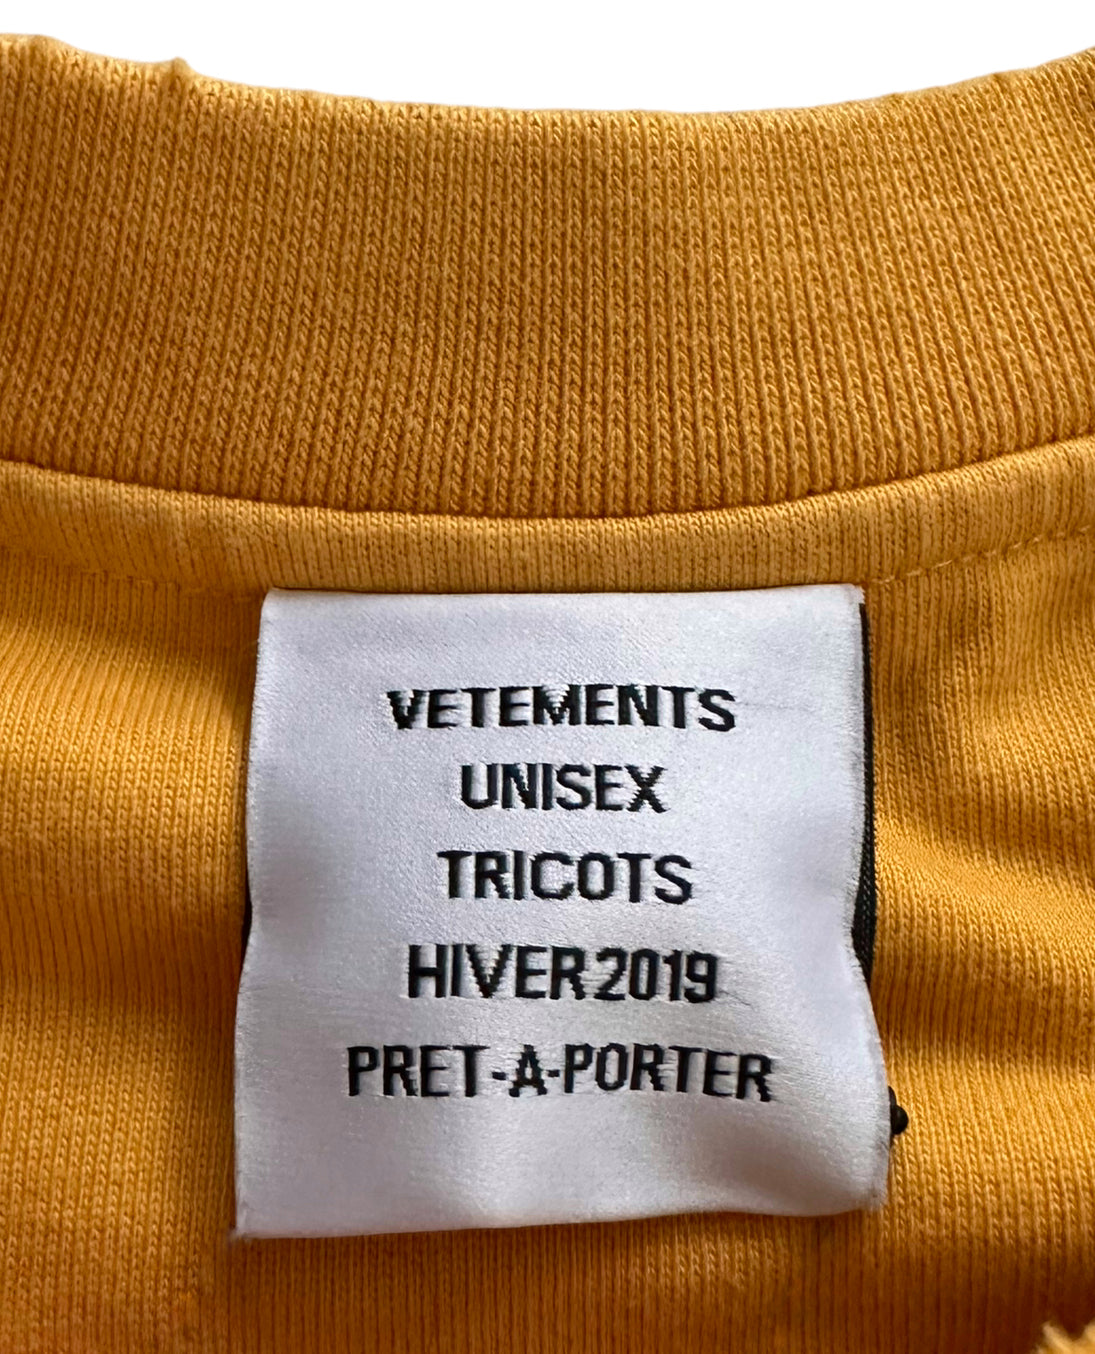 VETEMENTS
UNISEX
TRICOTS
HIVER 2019
PRET-A-PORTER